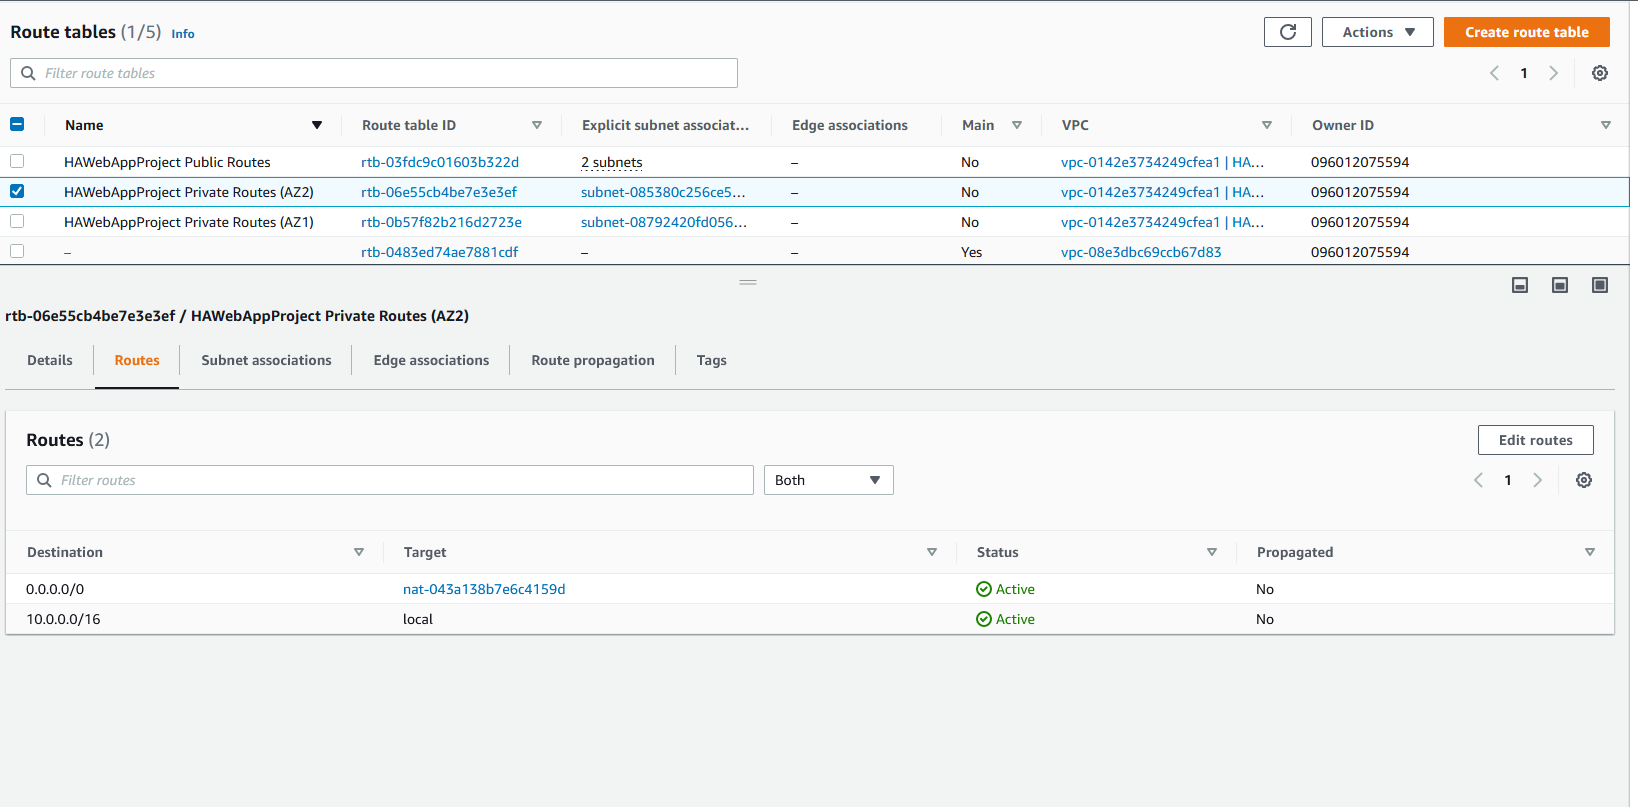 Route tables (1/5) Info
Actions
Create route table
Filter route tables
1
Name Route table ID Explicit subnet associat... Edge associations Main VPC Owner ID
HAWebAppProject Public Routes rtb-03fdc9c01603b322d 2 subnets – No vpc-0142e3734249cfea1 | HA... 096012075594
HAWebAppProject Private Routes (AZ2) rtb-06e55cb4be7e3e3ef subnet-085380c256ce5... – No vpc-0142e3734249cfea1 | HA... 096012075594
HAWebAppProject Private Routes (AZ1) rtb-0b57f82b216d2723e subnet-08792420fd056... – No vpc-0142e3734249cfea1 | HA... 096012075594
– rtb-0483ed74ae7881cdf – – Yes vpc-08e3dbc69ccb67d83 096012075594
rtb-06e55cb4be7e3e3ef / HAWebAppProject Private Routes (AZ2)
Details Routes Subnet associations Edge associations Route propagation Tags
Routes (2)
Edit routes
Filter routes Both
1
Destination Target Status Propagated
0.0.0.0/0 nat-043a138b7e6c4159d Active No
10.0.0.0/16 local Active No